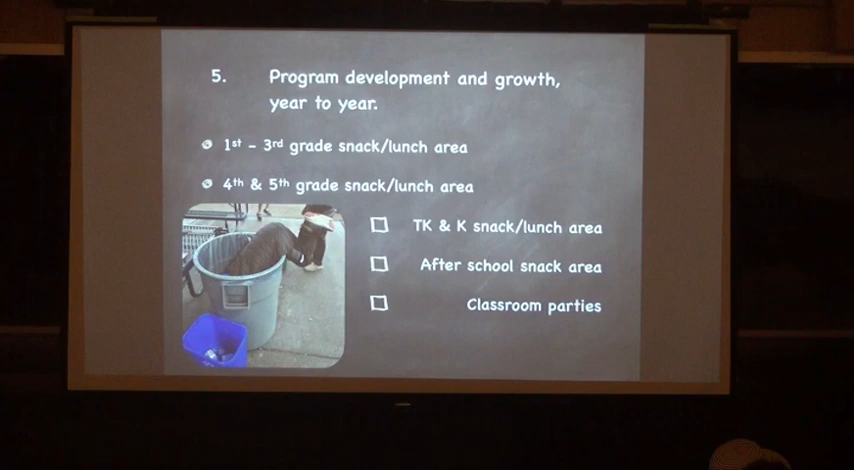 5. Program development and growth,
year to year.
1st - 3rd grade snack/lunch area
4th & 5th grade snack/lunch area
TK & K snack/lunch area
After school snack area
Classroom parties